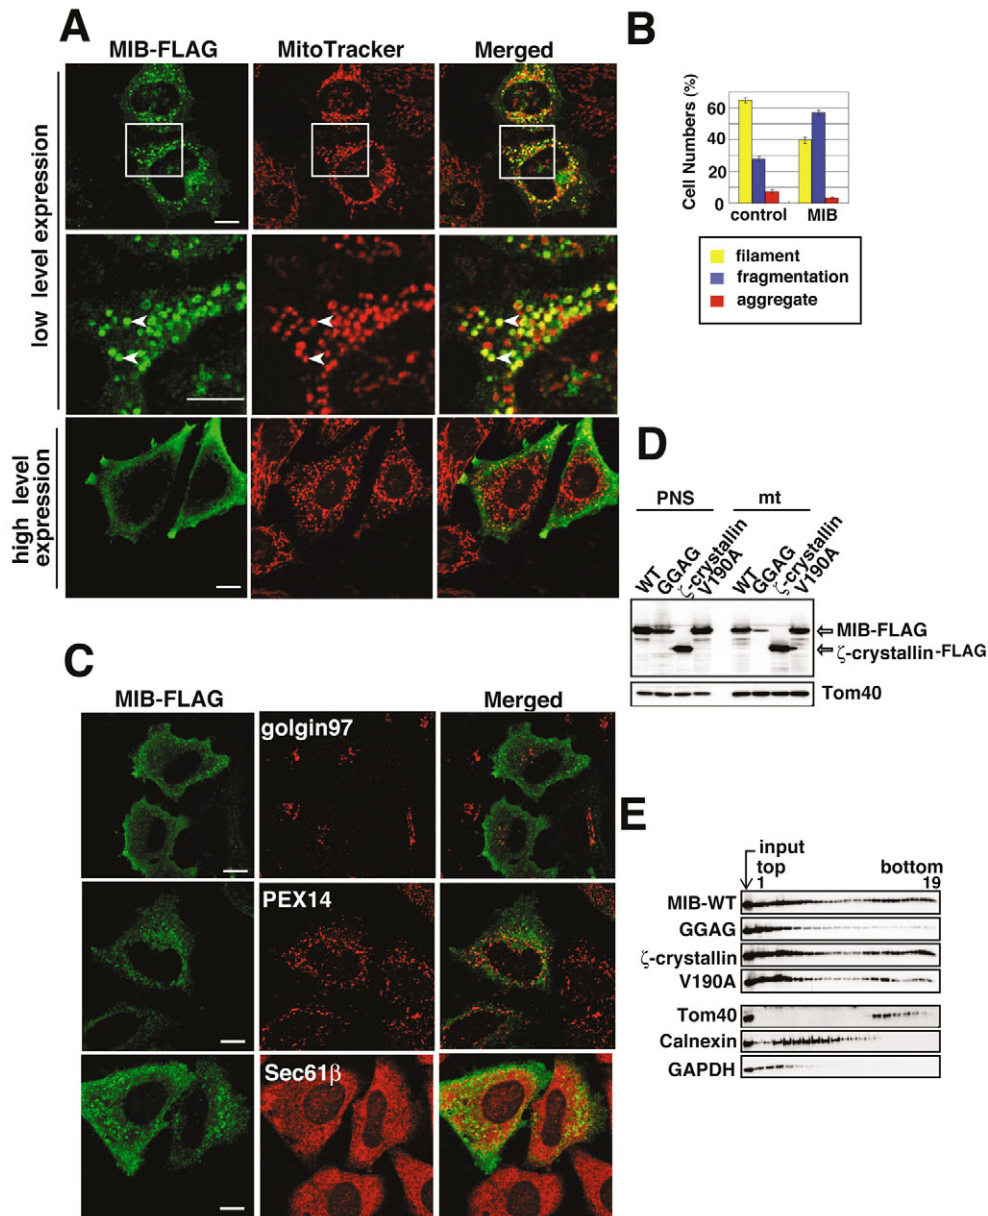 A
MIB-FLAG MitoTracker Merged
low level expression
high level
expression
B
Cell Numbers (%)
60
40
20
0
control MIB
filament
fragmentation
aggregate
C
MIB-FLAG Merged
golgin97
PEX14
Sec61β
D
PNS mt
WT GGAG ζ-crystallin V190A WT GGAG ζ-crystallin V190A
MIB-FLAG
ζ-crystallin-FLAG
Tom40
E
input
top bottom
1 19
MIB-WT
GGAG
ζ-crystallin
V190A
Tom40
Calnexin
GAPDH